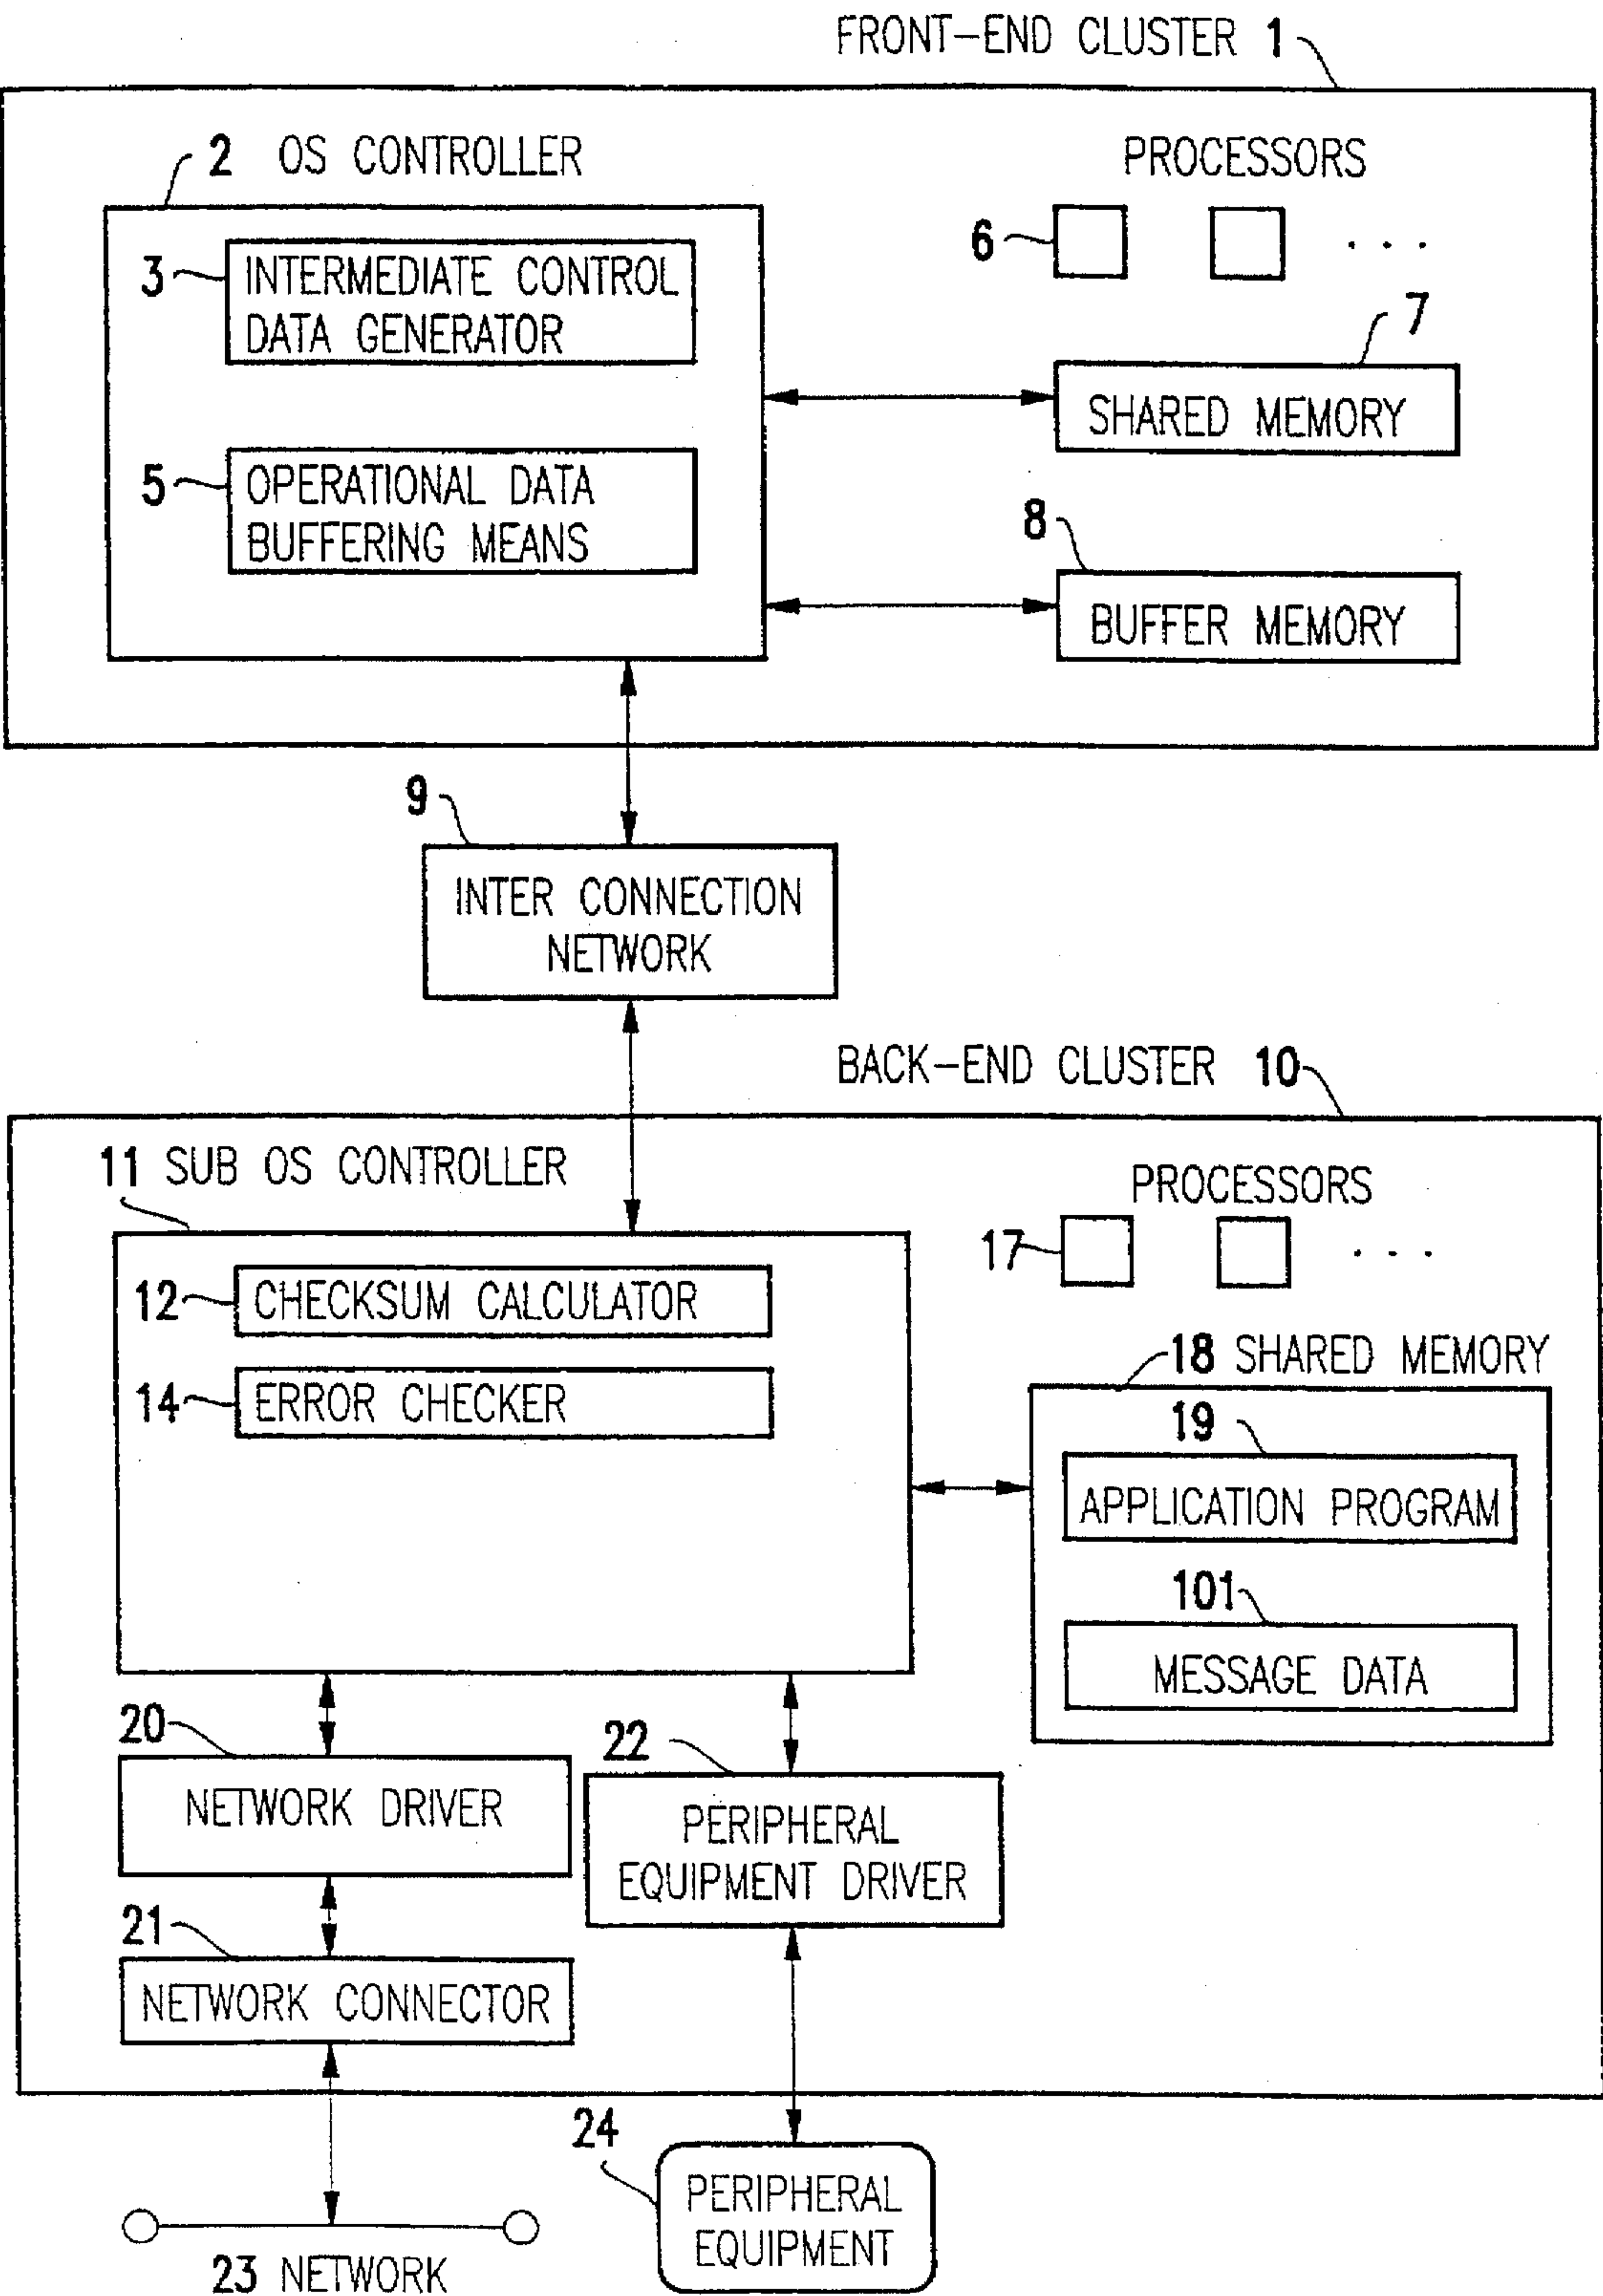 FRONT-END CLUSTER 1
2 OS CONTROLLER
PROCESSORS
6
. . .
3
INTERMEDIATE CONTROL
DATA GENERATOR
7
SHARED MEMORY
5
OPERATIONAL DATA
BUFFERING MEANS
8
BUFFER MEMORY
9
INTER CONNECTION
NETWORK
BACK-END CLUSTER 10
11 SUB OS CONTROLLER
PROCESSORS
17
. . .
12
CHECKSUM CALCULATOR
14
ERROR CHECKER
18 SHARED MEMORY
19
APPLICATION PROGRAM
101
MESSAGE DATA
20
NETWORK DRIVER
22
PERIPHERAL
EQUIPMENT DRIVER
21
NETWORK CONNECTOR
24
PERIPHERAL
EQUIPMENT
23 NETWORK